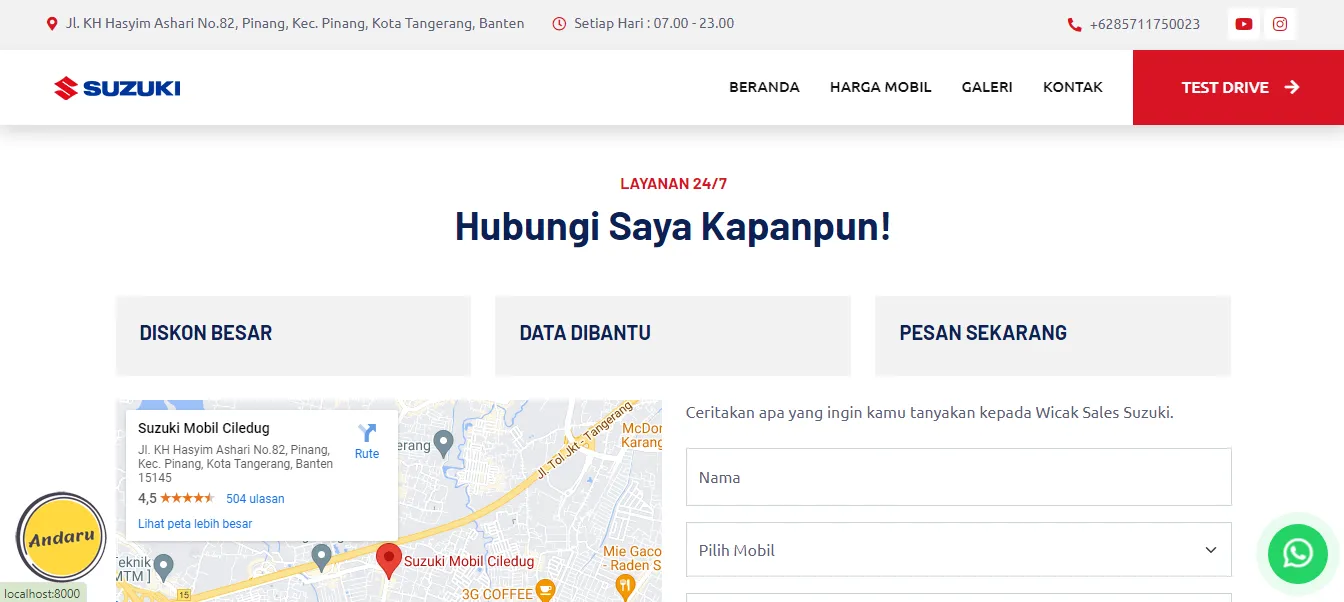 Jl. KH Hasyim Ashari No.82, Pinang, Kec. Pinang, Kota Tangerang, Banten
Setiap Hari : 07.00 - 23.00
+6285711750023
SUZUKI
BERANDA
HARGA MOBIL
GALERI
KONTAK
TEST DRIVE
LAYANAN 24/7
Hubungi Saya Kapanpun!
DISKON BESAR
DATA DIBANTU
PESAN SEKARANG
Suzuki Mobil Ciledug
Jl. KH Hasyim Ashari No.82, Pinang,
Kec. Pinang, Kota Tangerang, Banten
15145
Rute
4,5
504 ulasan
Lihat peta lebih besar
erang
Jl. Tol Jkt - Tangerang
McDon
Karang
Suzuki Mobil Ciledug
Mie Gaco
- Raden S
Teknik
MTM ]
15
3G COFFEE
Ceritakan apa yang ingin kamu tanyakan kepada Wicak Sales Suzuki.
Nama
Pilih Mobil
Andaru
localhost:8000